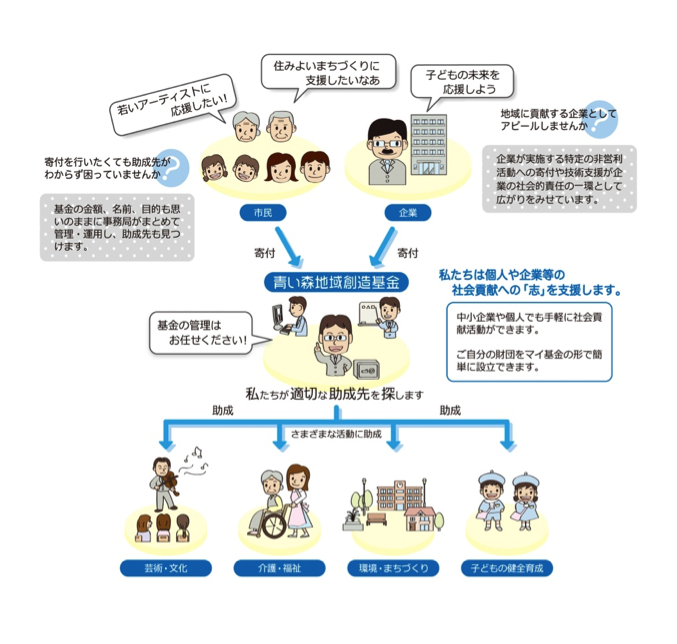 若いアーティストに
応援したい!
住みよいまちづくりに
支援したいなあ
子どもの未来を
応援しよう
地域に貢献する企業として
アピールしませんか
?
企業が実施する特定の非営利
活動への寄付や技術支援が企
業の社会的責任の一環として
広がりをみせています。
寄付を行いたくても助成先が
わからず困っていませんか
?
基金の金額、名前、目的も思
いのままに事務局がまとめて
管理・運用し、助成先も見つ
けます。
市民
企業
寄付
寄付
青い森地域創造基金
基金の管理は
お任せください!
私たちは個人や企業等の
社会貢献への「志」を支援します。
中小企業や個人でも手軽に社会貢
献活動ができます。
ご自分の財団をマイ基金の形で簡
単に設立できます。
私たちが適切な助成先を探します
助成
助成
さまざまな活動に助成
芸術・文化
介護・福祉
環境・まちづくり
子どもの健全育成